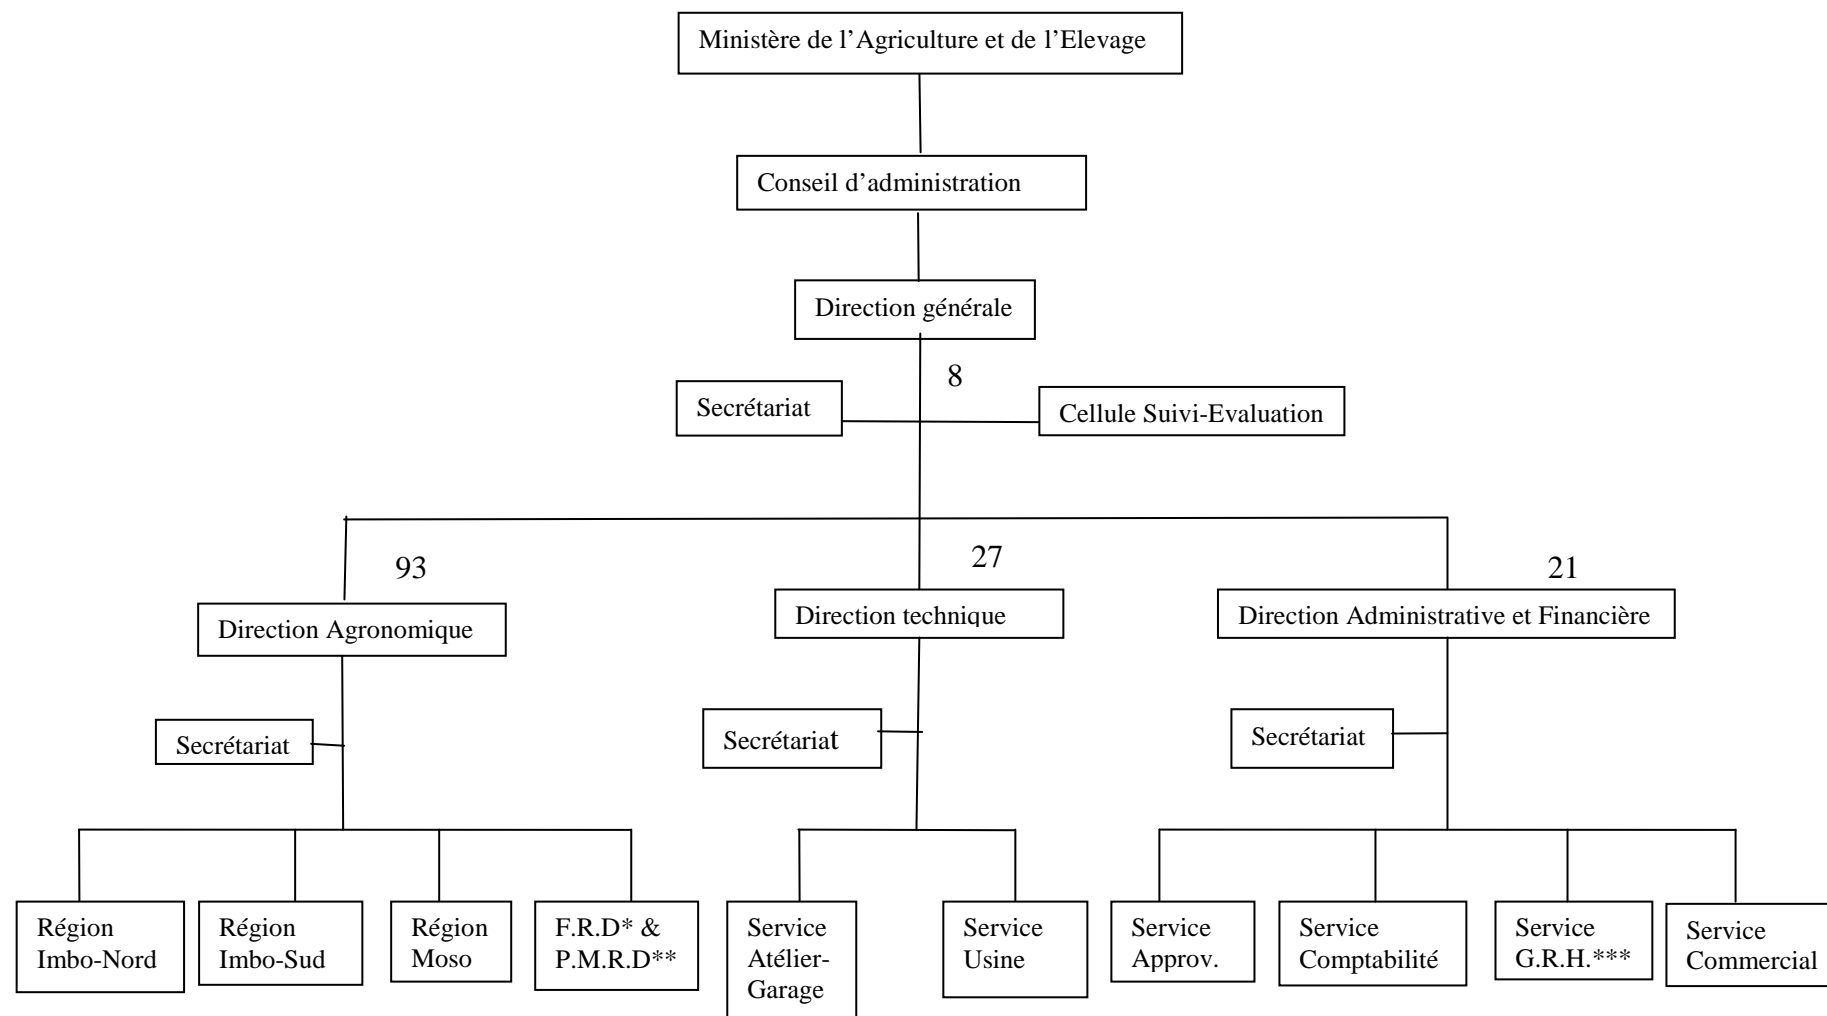 Ministère de l’Agriculture et de l’Elevage
Conseil d’administration
Direction générale
8
Secrétariat
Cellule Suivi-Evaluation
93
27
21
Direction Agronomique
Direction technique
Direction Administrative et Financière
Secrétariat
Secrétariat
Secrétariat
Région
Imbo-Nord
Région
Imbo-Sud
Région
Moso
F.R.D* &
P.M.R.D**
Service
Atélier-
Garage
Service
Usine
Service
Approv.
Service
Comptabilité
Service
G.R.H.***
Service
Commercial